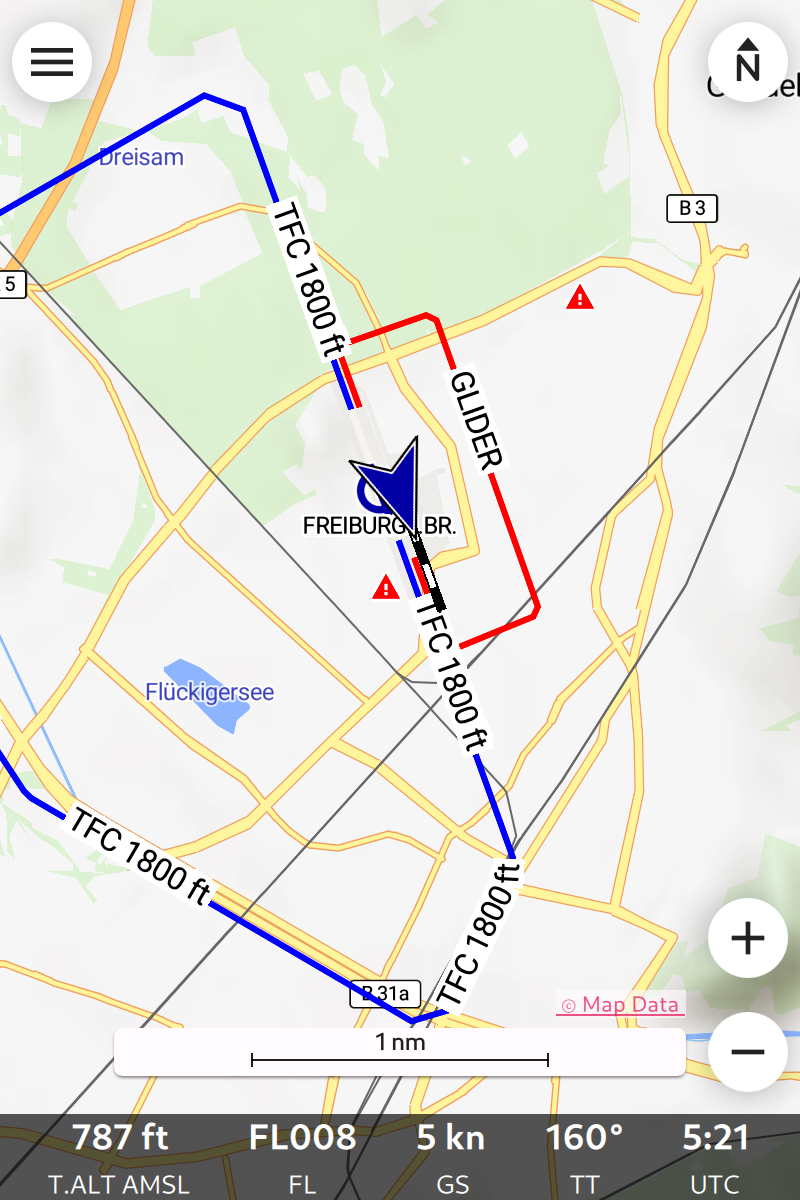 N
Dreisam
B 3
5
TFC 1800 ft
GLIDER
FREIBURG
BR.
TFC 1800 ft
Flückigersee
TFC 1800 ft
TFC 1800 ft
B 31a
© Map Data
1 nm
787 ft FL008 5 kn 160° 5:21
T.ALT AMSL FL GS TT UTC